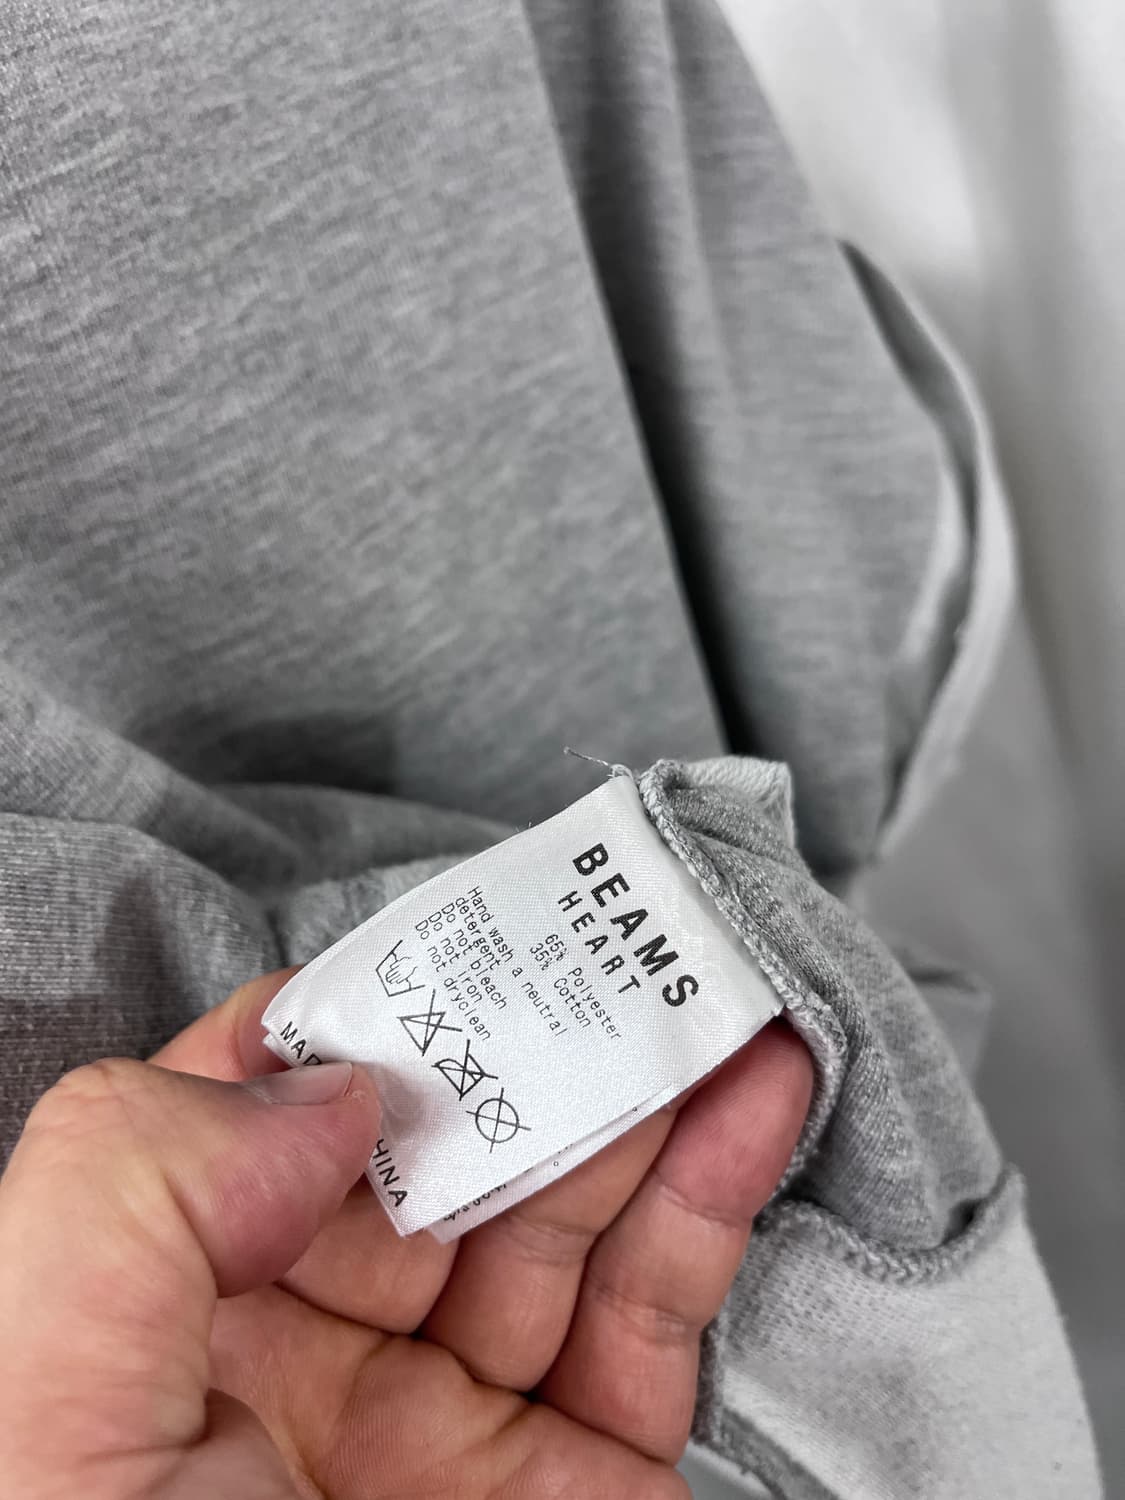 BEAMS
HEART
65% Polyester
35% Cotton
Hand wash a neutral
detergent
Do not bleach
Do not iron
Do not dryclean